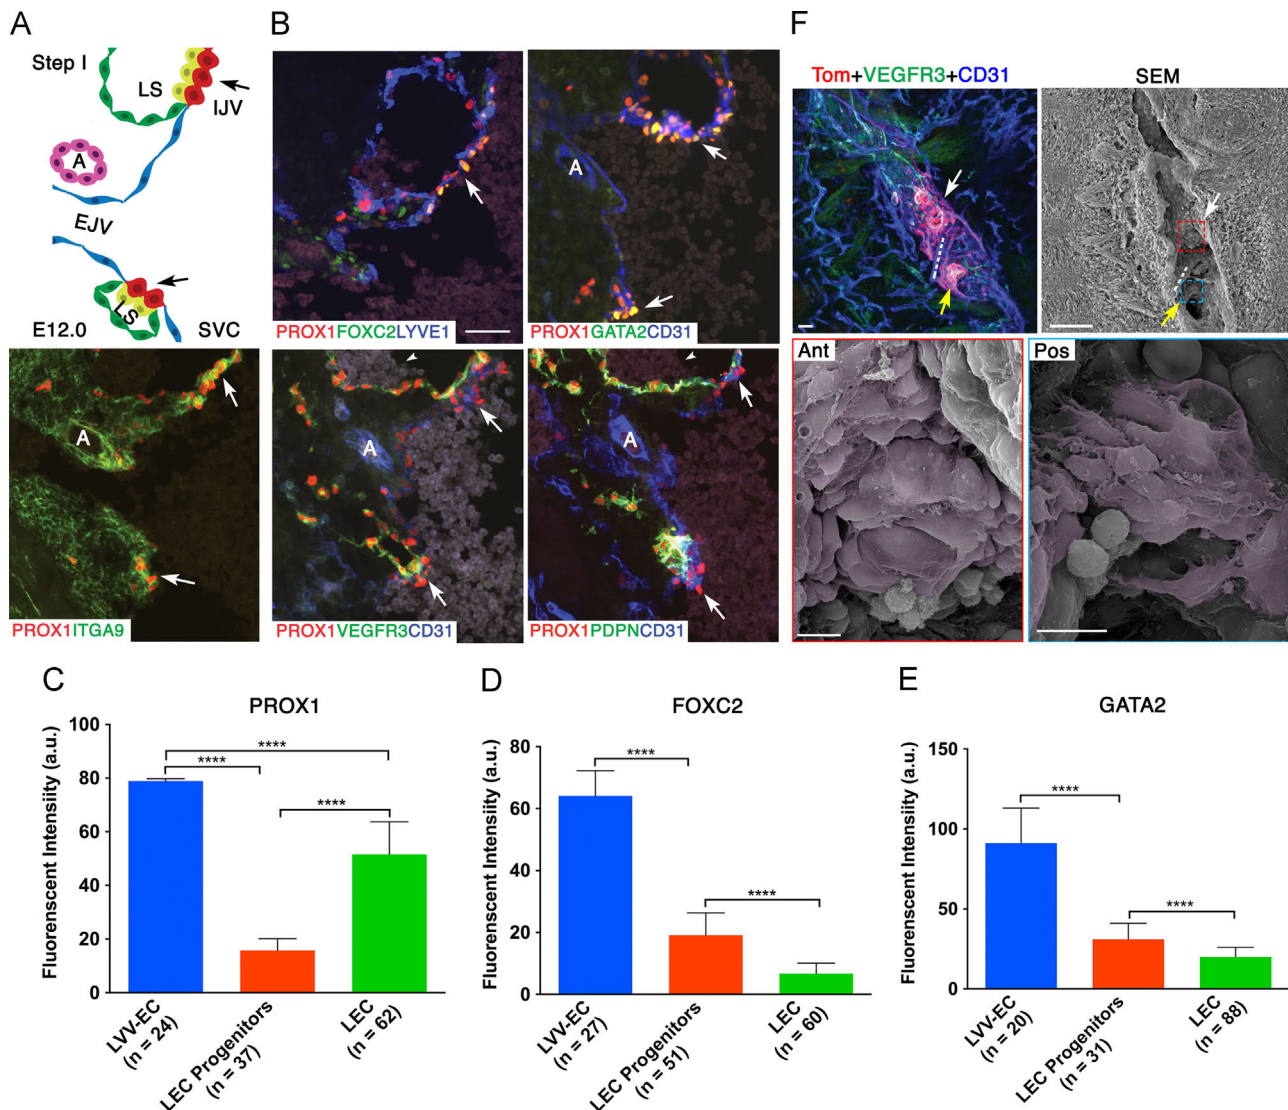 A
Step I
LS
IJV
A
EJV
LS
E12.0
SVC
A
PROX1ITGA9
B
PROX1FOXC2LYVE1
A
PROX1GATA2CD31
A
PROX1VEGFR3CD31
A
PROX1PDPNCD31
F
Tom+VEGFR3+CD31
SEM
Ant
Pos
C
PROX1
Fluorenscent Intensiity (a.u.)
100
80
60
40
20
0
****
****
****
LVV-EC
(n = 24)
LEC Progenitors
(n = 37)
LEC
(n = 62)
D
FOXC2
Fluorenscent Intensiity (a.u.)
80
60
40
20
0
****
****
LVV-EC
(n = 27)
LEC Progenitors
(n = 51)
LEC
(n = 60)
E
GATA2
Fluorenscent Intensiity (a.u.)
150
100
50
0
****
****
LVV-EC
(n = 20)
LEC Progenitors
(n = 31)
LEC
(n = 88)